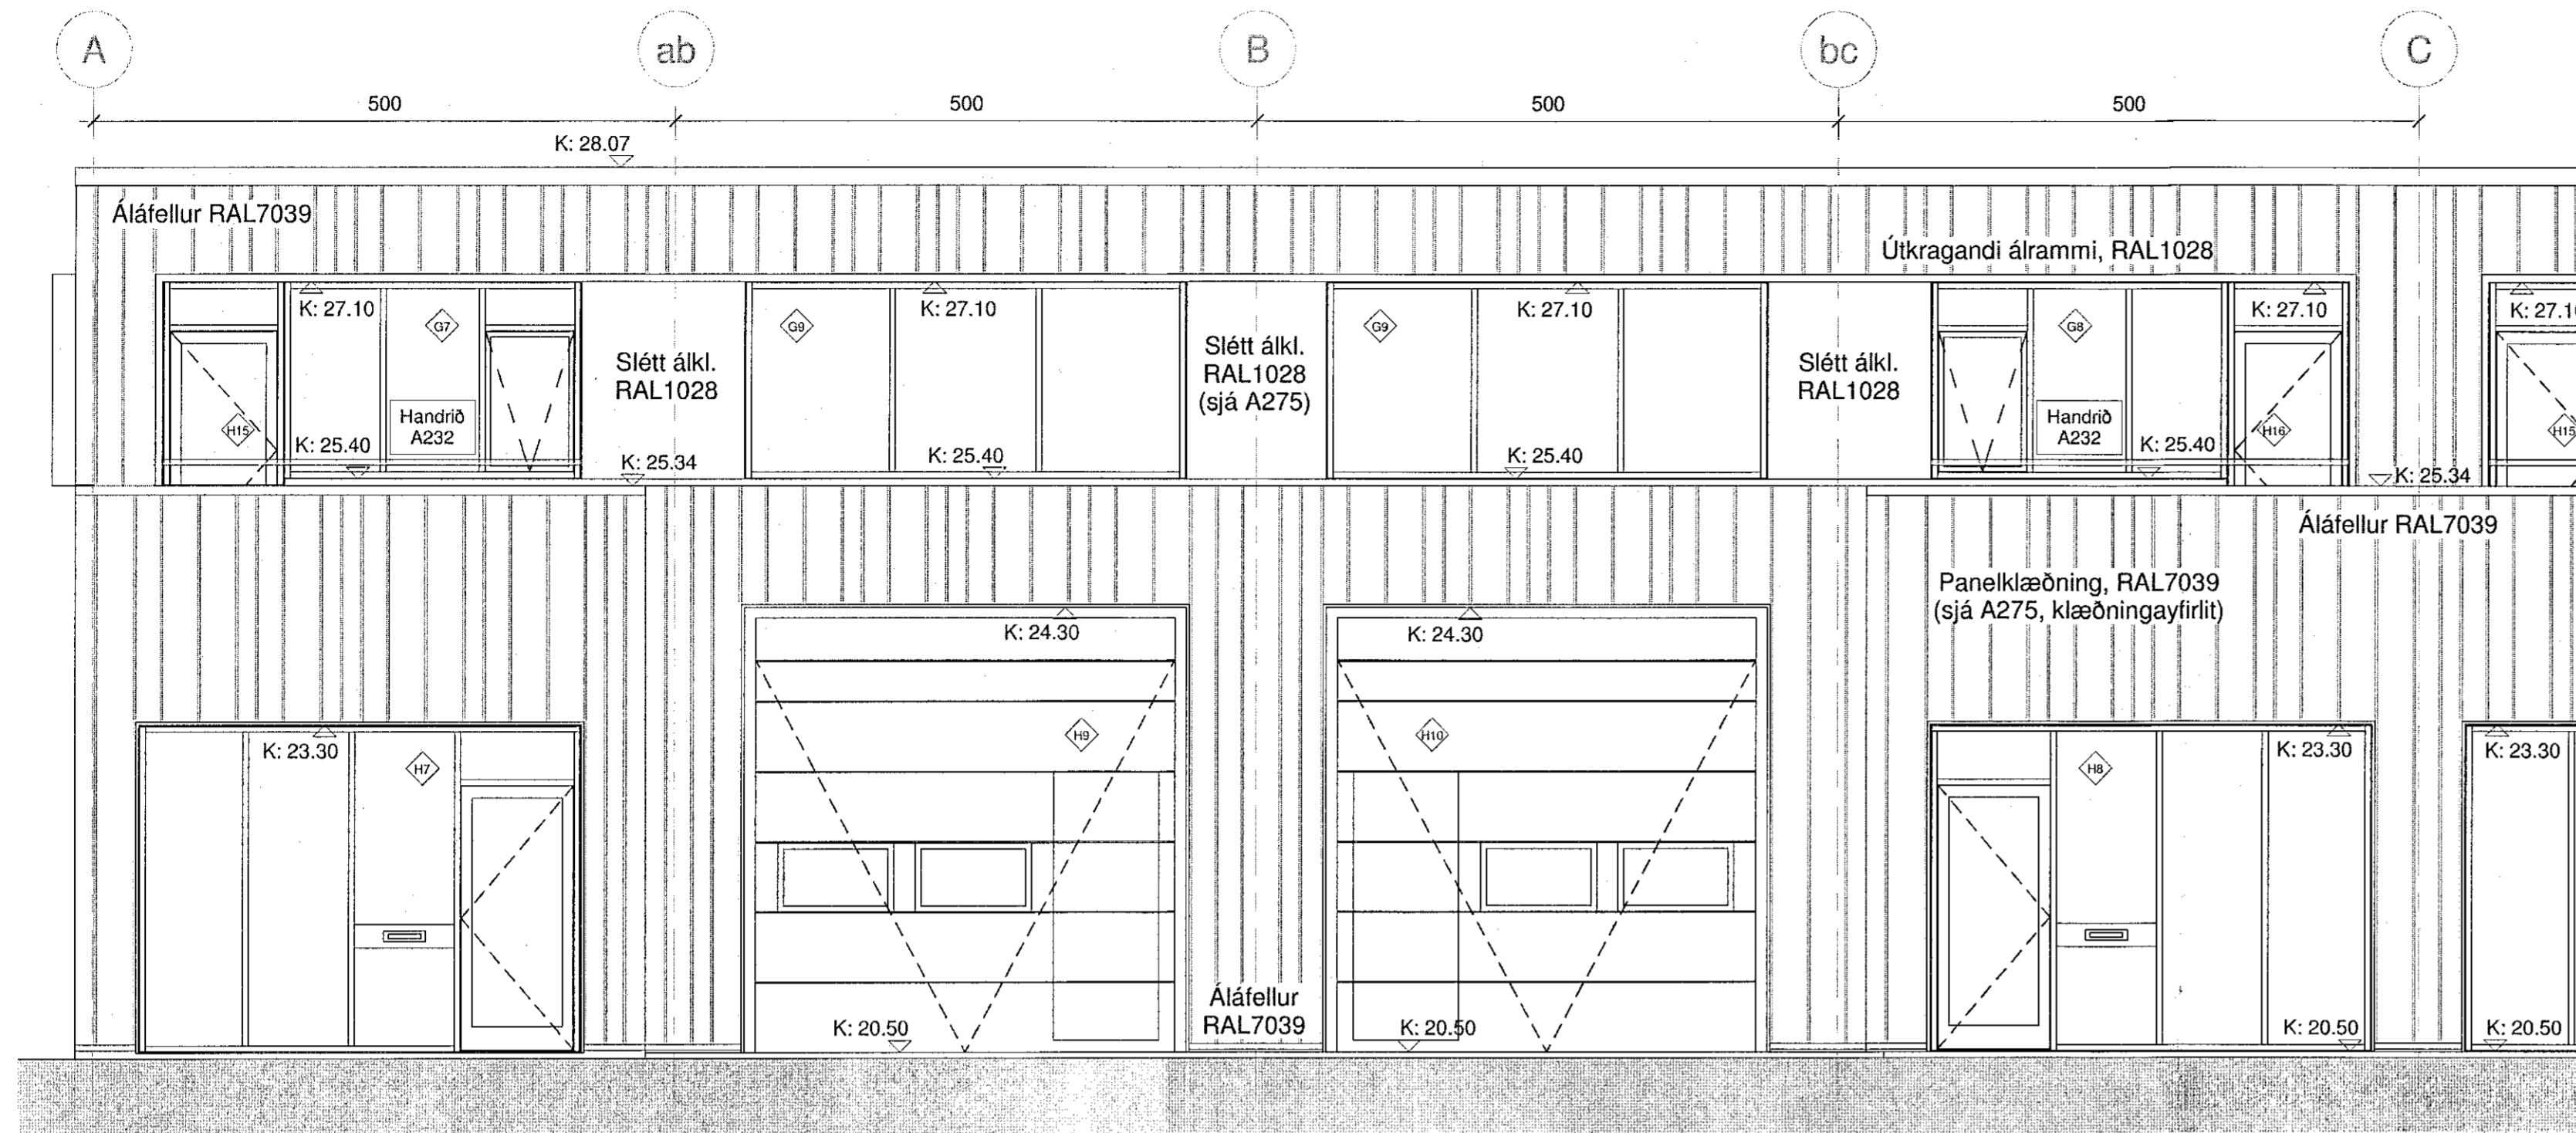 A
ab
B
bc
C
500
500
500
500
K: 28.07
Áláfellur RAL7039
Útkragandi álrammi, RAL1028
K: 27.10
G7
G9
K: 27.10
G9
K: 27.10
G8
K: 27.10
Slétt álkl.
RAL1028
Slétt álkl.
RAL1028
(sjá A275)
Slétt álkl.
RAL1028
H15
Handrið
A232
K: 25.40
K: 25.34
K: 25.40
K: 25.40
Handrið
A232
K: 25.40
H16
H15
K: 25.34
Áláfellur RAL7039
Panelklæðning, RAL7039
(sjá A275, klæðningayfirlit)
K: 24.30
K: 24.30
K: 23.30
H7
H9
H10
H8
K: 23.30
K: 23.30
Áláfellur
RAL7039
K: 20.50
K: 20.50
K: 20.50
K: 20.50